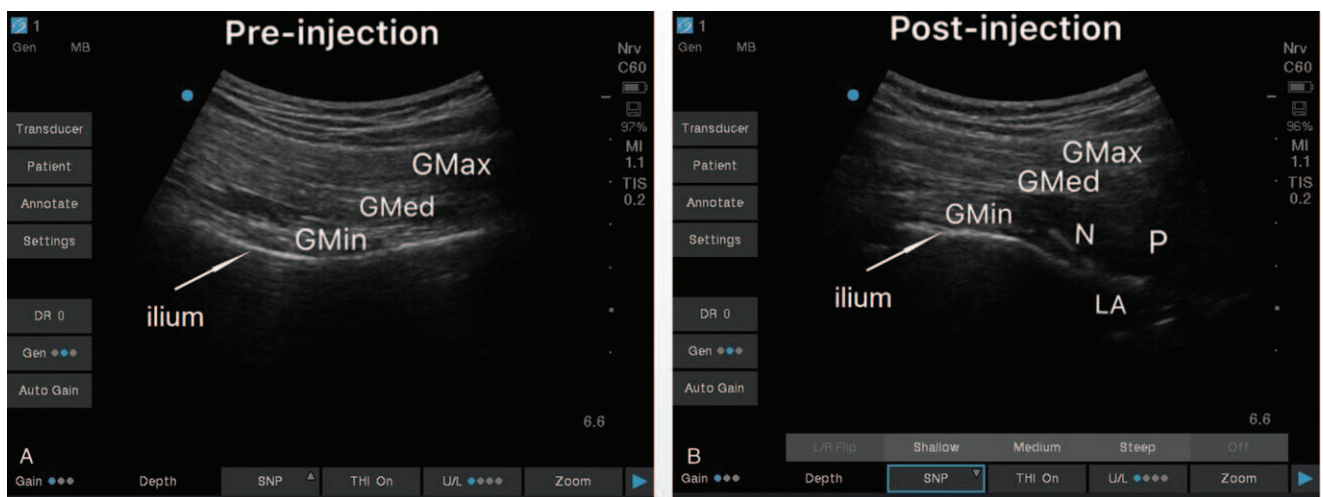 Pre-injection
1
Gen MB
Nrv
C60
97%
MI
1.1
TIS
0.2
Transducer
Patient
Annotate
Settings
DR 0
Gen
Auto Gain
GMax
GMed
GMin
ilium
6.6
A
Gain Depth SNP THI On U/L Zoom
Post-injection
1
Gen MB
Nrv
C60
96%
MI
1.1
TIS
0.2
Transducer
Patient
Annotate
Settings
DR 0
Gen
Auto Gain
GMax
GMed
GMin
N
P
ilium
LA
6.6
L/R Flip Shallow Medium Steep Off
B
Gain Depth SNP THI On U/L Zoom